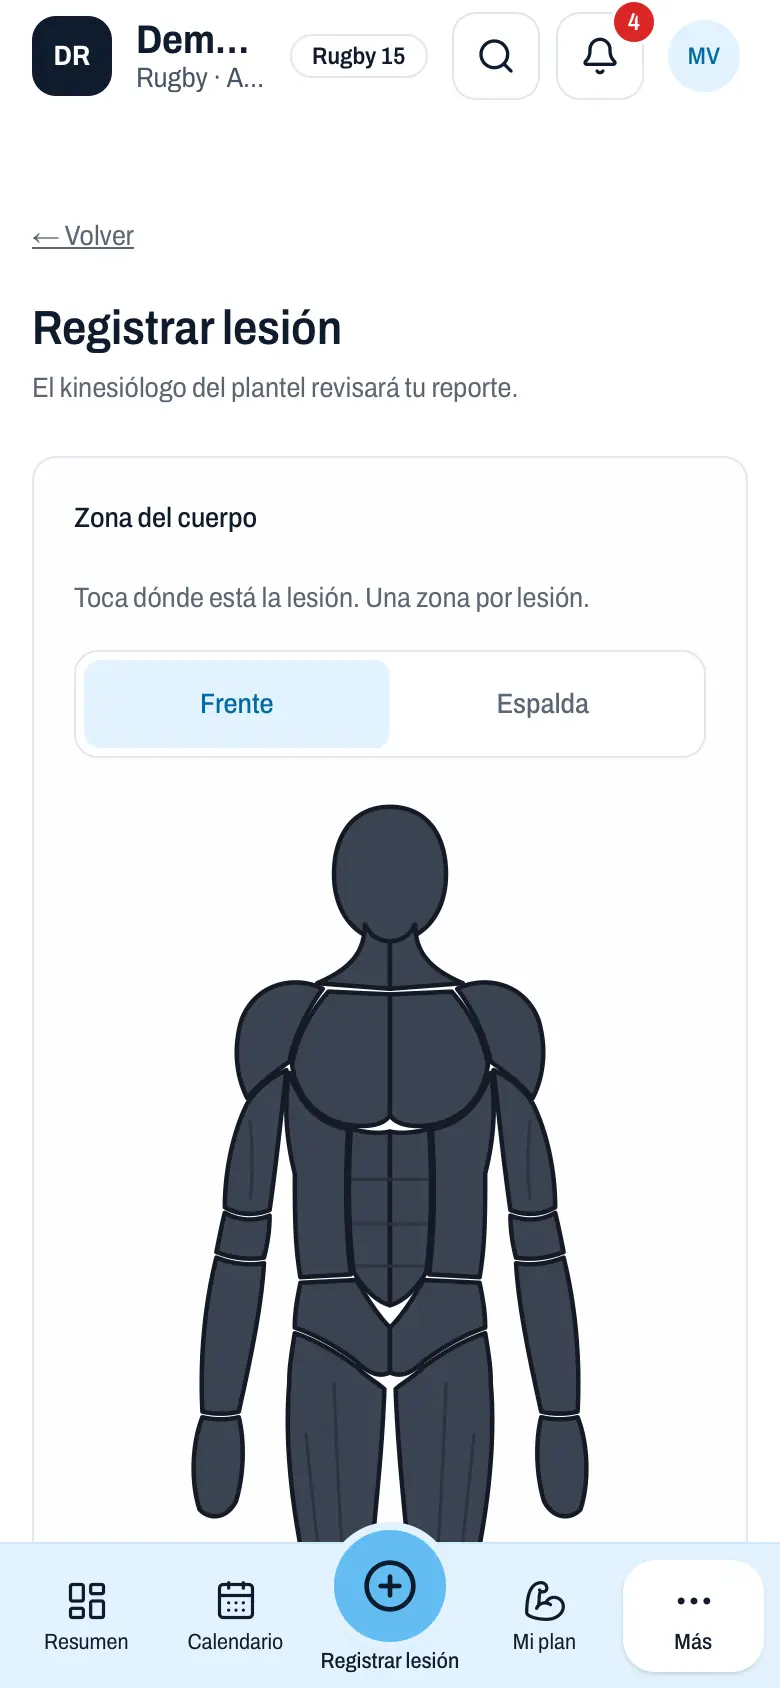 DR
Dem...
Rugby · A...
Rugby 15
4
MV
← Volver
Registrar lesión
El kinesiólogo del plantel revisará tu reporte.
Zona del cuerpo
Toca dónde está la lesión. Una zona por lesión.
Frente
Espalda
Resumen
Calendario
Registrar lesión
Mi plan
Más